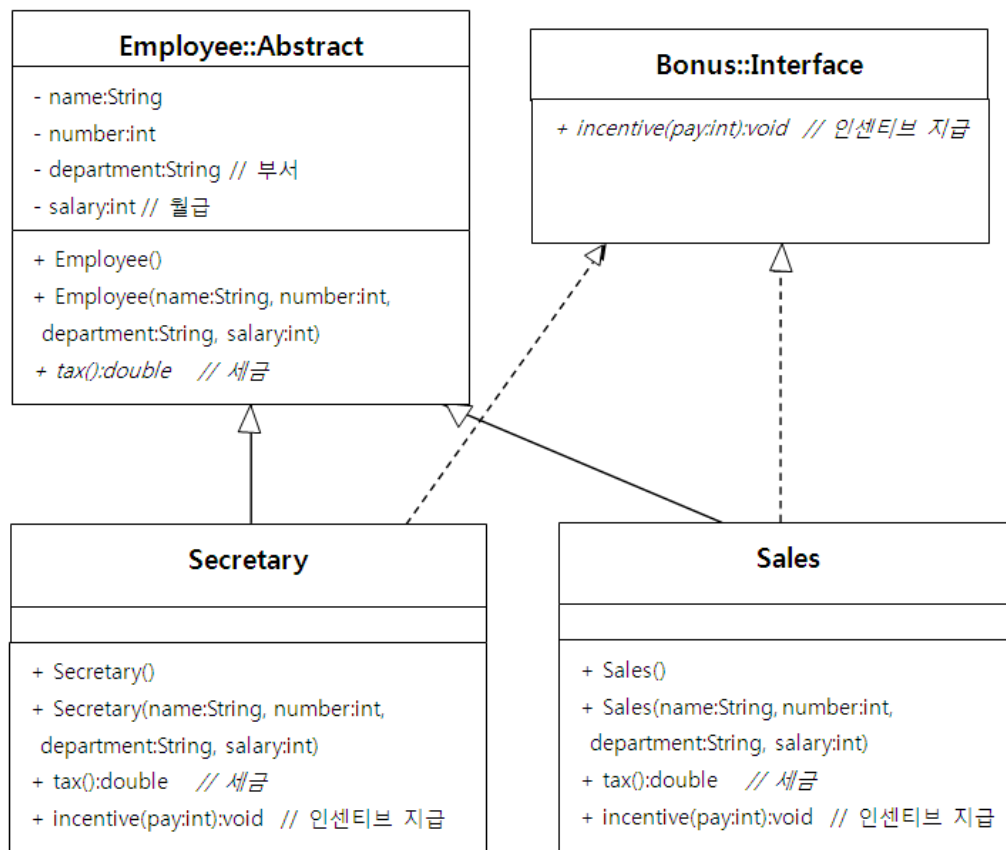 Employee::Abstract
- name:String
- number:int
- department:String // 부서
- salary:int // 월급
+ Employee()
+ Employee(name:String, number:int,
department:String, salary:int)
+ tax():double // 세금
Bonus::Interface
+ incentive(pay:int):void // 인센티브 지급
Secretary
+ Secretary()
+ Secretary(name:String, number:int,
department:String, salary:int)
+ tax():double // 세금
+ incentive(pay:int):void // 인센티브 지급
Sales
+ Sales()
+ Sales(name:String, number:int,
department:String, salary:int)
+ tax():double // 세금
+ incentive(pay:int):void // 인센티브 지급